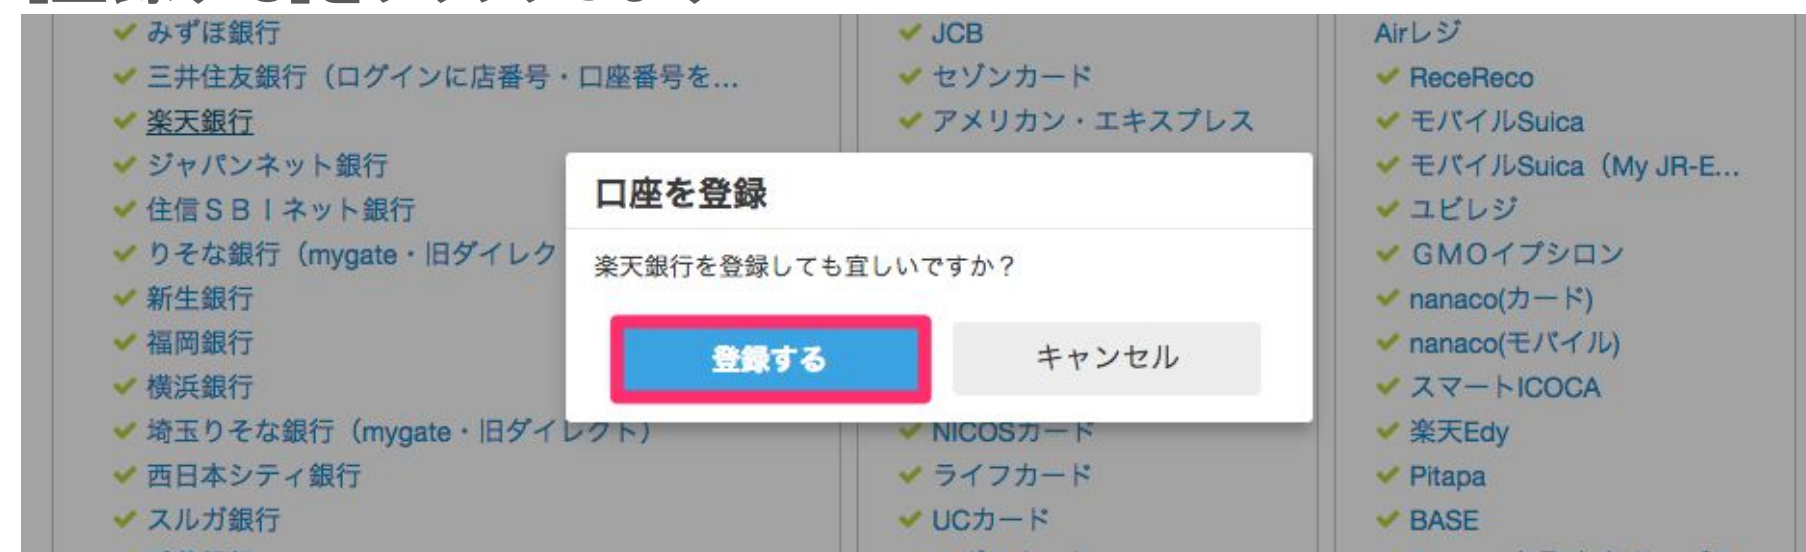 みずほ銀行
三井住友銀行（ログインに店番号・口座番号を...
楽天銀行
ジャパンネット銀行
住信ＳＢＩネット銀行
りそな銀行（mygate・旧ダイレク
新生銀行
福岡銀行
横浜銀行
埼玉りそな銀行（mygate・旧ダイレクト）
西日本シティ銀行
スルガ銀行
JCB
セゾンカード
アメリカン・エキスプレス
口座を登録
楽天銀行を登録しても宜しいですか？
登録する
キャンセル
NICOSカード
ライフカード
UCカード
Airレジ
ReceReco
モバイルSuica
モバイルSuica（My JR-E...
ユビレジ
ＧＭＯイプシロン
nanaco(カード)
nanaco(モバイル)
スマートICOCA
楽天Edy
Pitapa
BASE